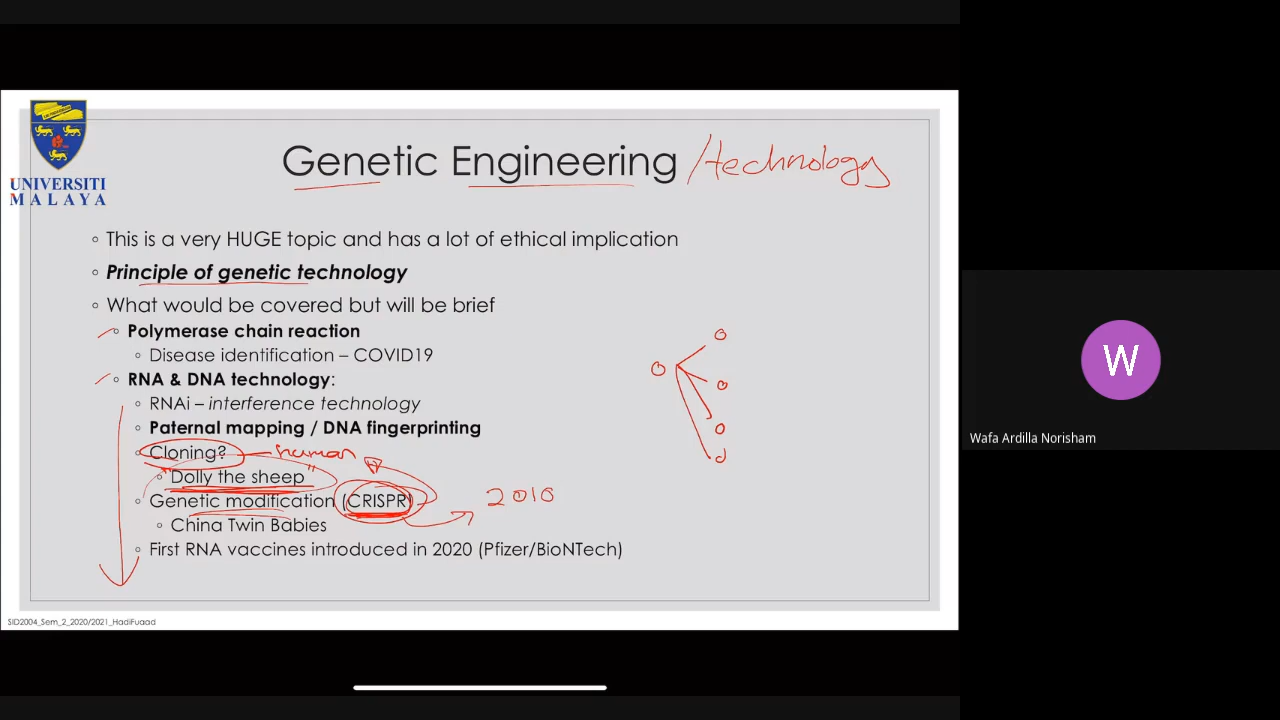 UNIVERSITI
MALAYA
Genetic Engineering /technology
◦ This is a very HUGE topic and has a lot of ethical implication
◦ Principle of genetic technology
◦ What would be covered but will be brief
◦ Polymerase chain reaction
◦ Disease identification – COVID19
◦ RNA & DNA technology:
◦ RNAi – interference technology
◦ Paternal mapping / DNA fingerprinting
◦ Cloning? human
◦ "Dolly the sheep"
◦ Genetic modification (CRISPR) 2010
◦ China Twin Babies
◦ First RNA vaccines introduced in 2020 (Pfizer/BioNTech)
SID2004_Sem_2_2020/2021_HadiFuaad
W
Wafa Ardilla Norisham